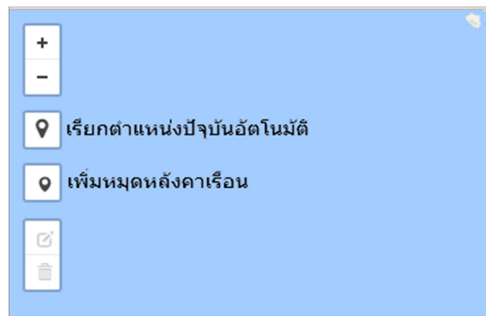 +
−
เรียกตำแหน่งปัจุบันอัตโนมัติ
เพิ่มหมุดหลังคาเรือน